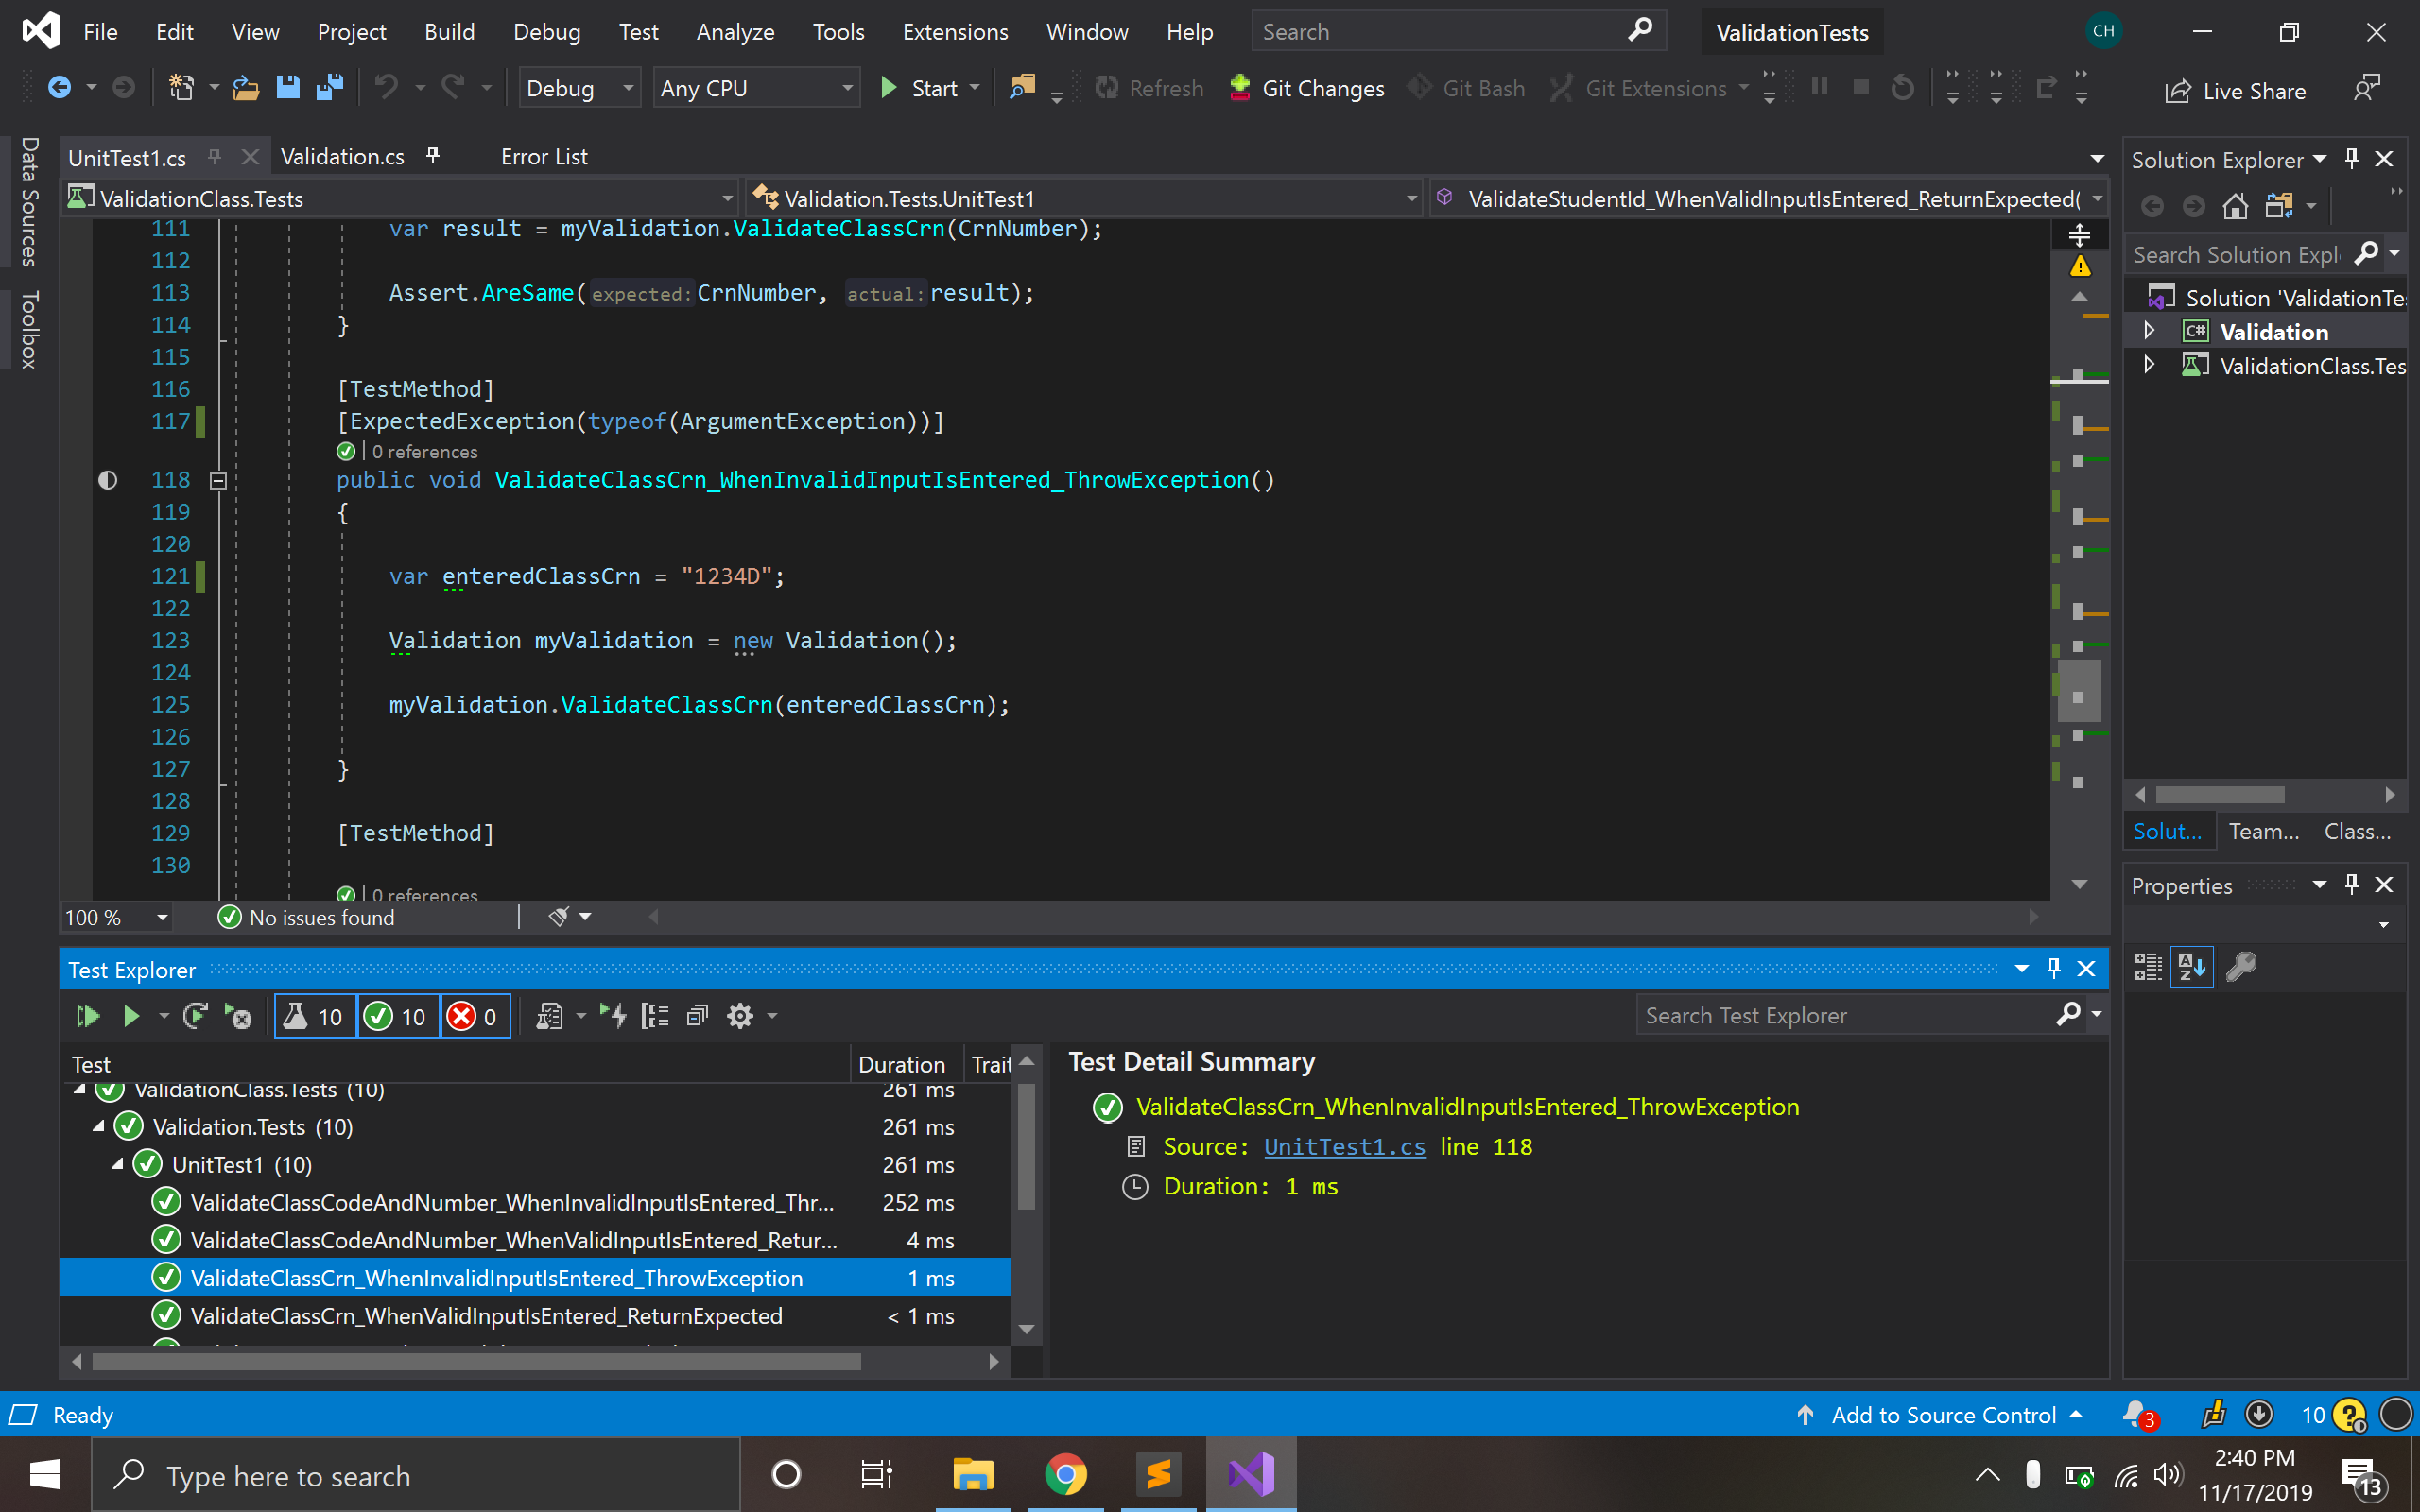 File Edit View Project Build Debug Test Analyze Tools Extensions Window Help Search ValidationTests CH
Debug Any CPU Start Refresh Git Changes Git Bash Git Extensions Live Share
Data Sources
Toolbox
UnitTest1.cs Validation.cs Error List
ValidationClass.Tests Validation.Tests.UnitTest1 ValidateStudentId_WhenValidInputIsEntered_ReturnExpected(
111 var result = myValidation.ValidateClassCrn(CrnNumber);
112
113 Assert.AreSame(expected: CrnNumber, actual: result);
114 }
115
116 [TestMethod]
117 [ExpectedException(typeof(ArgumentException))]
0 references
118 public void ValidateClassCrn_WhenInvalidInputIsEntered_ThrowException()
119 {
120
121 var enteredClassCrn = "1234D";
122
123 Validation myValidation = new Validation();
124
125 myValidation.ValidateClassCrn(enteredClassCrn);
126
127 }
128
129 [TestMethod]
130
0 references
100 % No issues found
Solution Explorer
Search Solution Expl
Solution 'ValidationTe
C# Validation
ValidationClass.Tes
Solut... Team... Class...
Properties
Test Explorer
10 10 0 Search Test Explorer
Test Duration Trait
ValidationClass.Tests (10) 261 ms
Validation.Tests (10) 261 ms
UnitTest1 (10) 261 ms
ValidateClassCodeAndNumber_WhenInvalidInputIsEntered_Thr... 252 ms
ValidateClassCodeAndNumber_WhenValidInputIsEntered_Retur... 4 ms
ValidateClassCrn_WhenInvalidInputIsEntered_ThrowException 1 ms
ValidateClassCrn_WhenValidInputIsEntered_ReturnExpected < 1 ms
Test Detail Summary
ValidateClassCrn_WhenInvalidInputIsEntered_ThrowException
Source: UnitTest1.cs line 118
Duration: 1 ms
Ready Add to Source Control 3 10
Type here to search
2:40 PM
11/17/2019
13